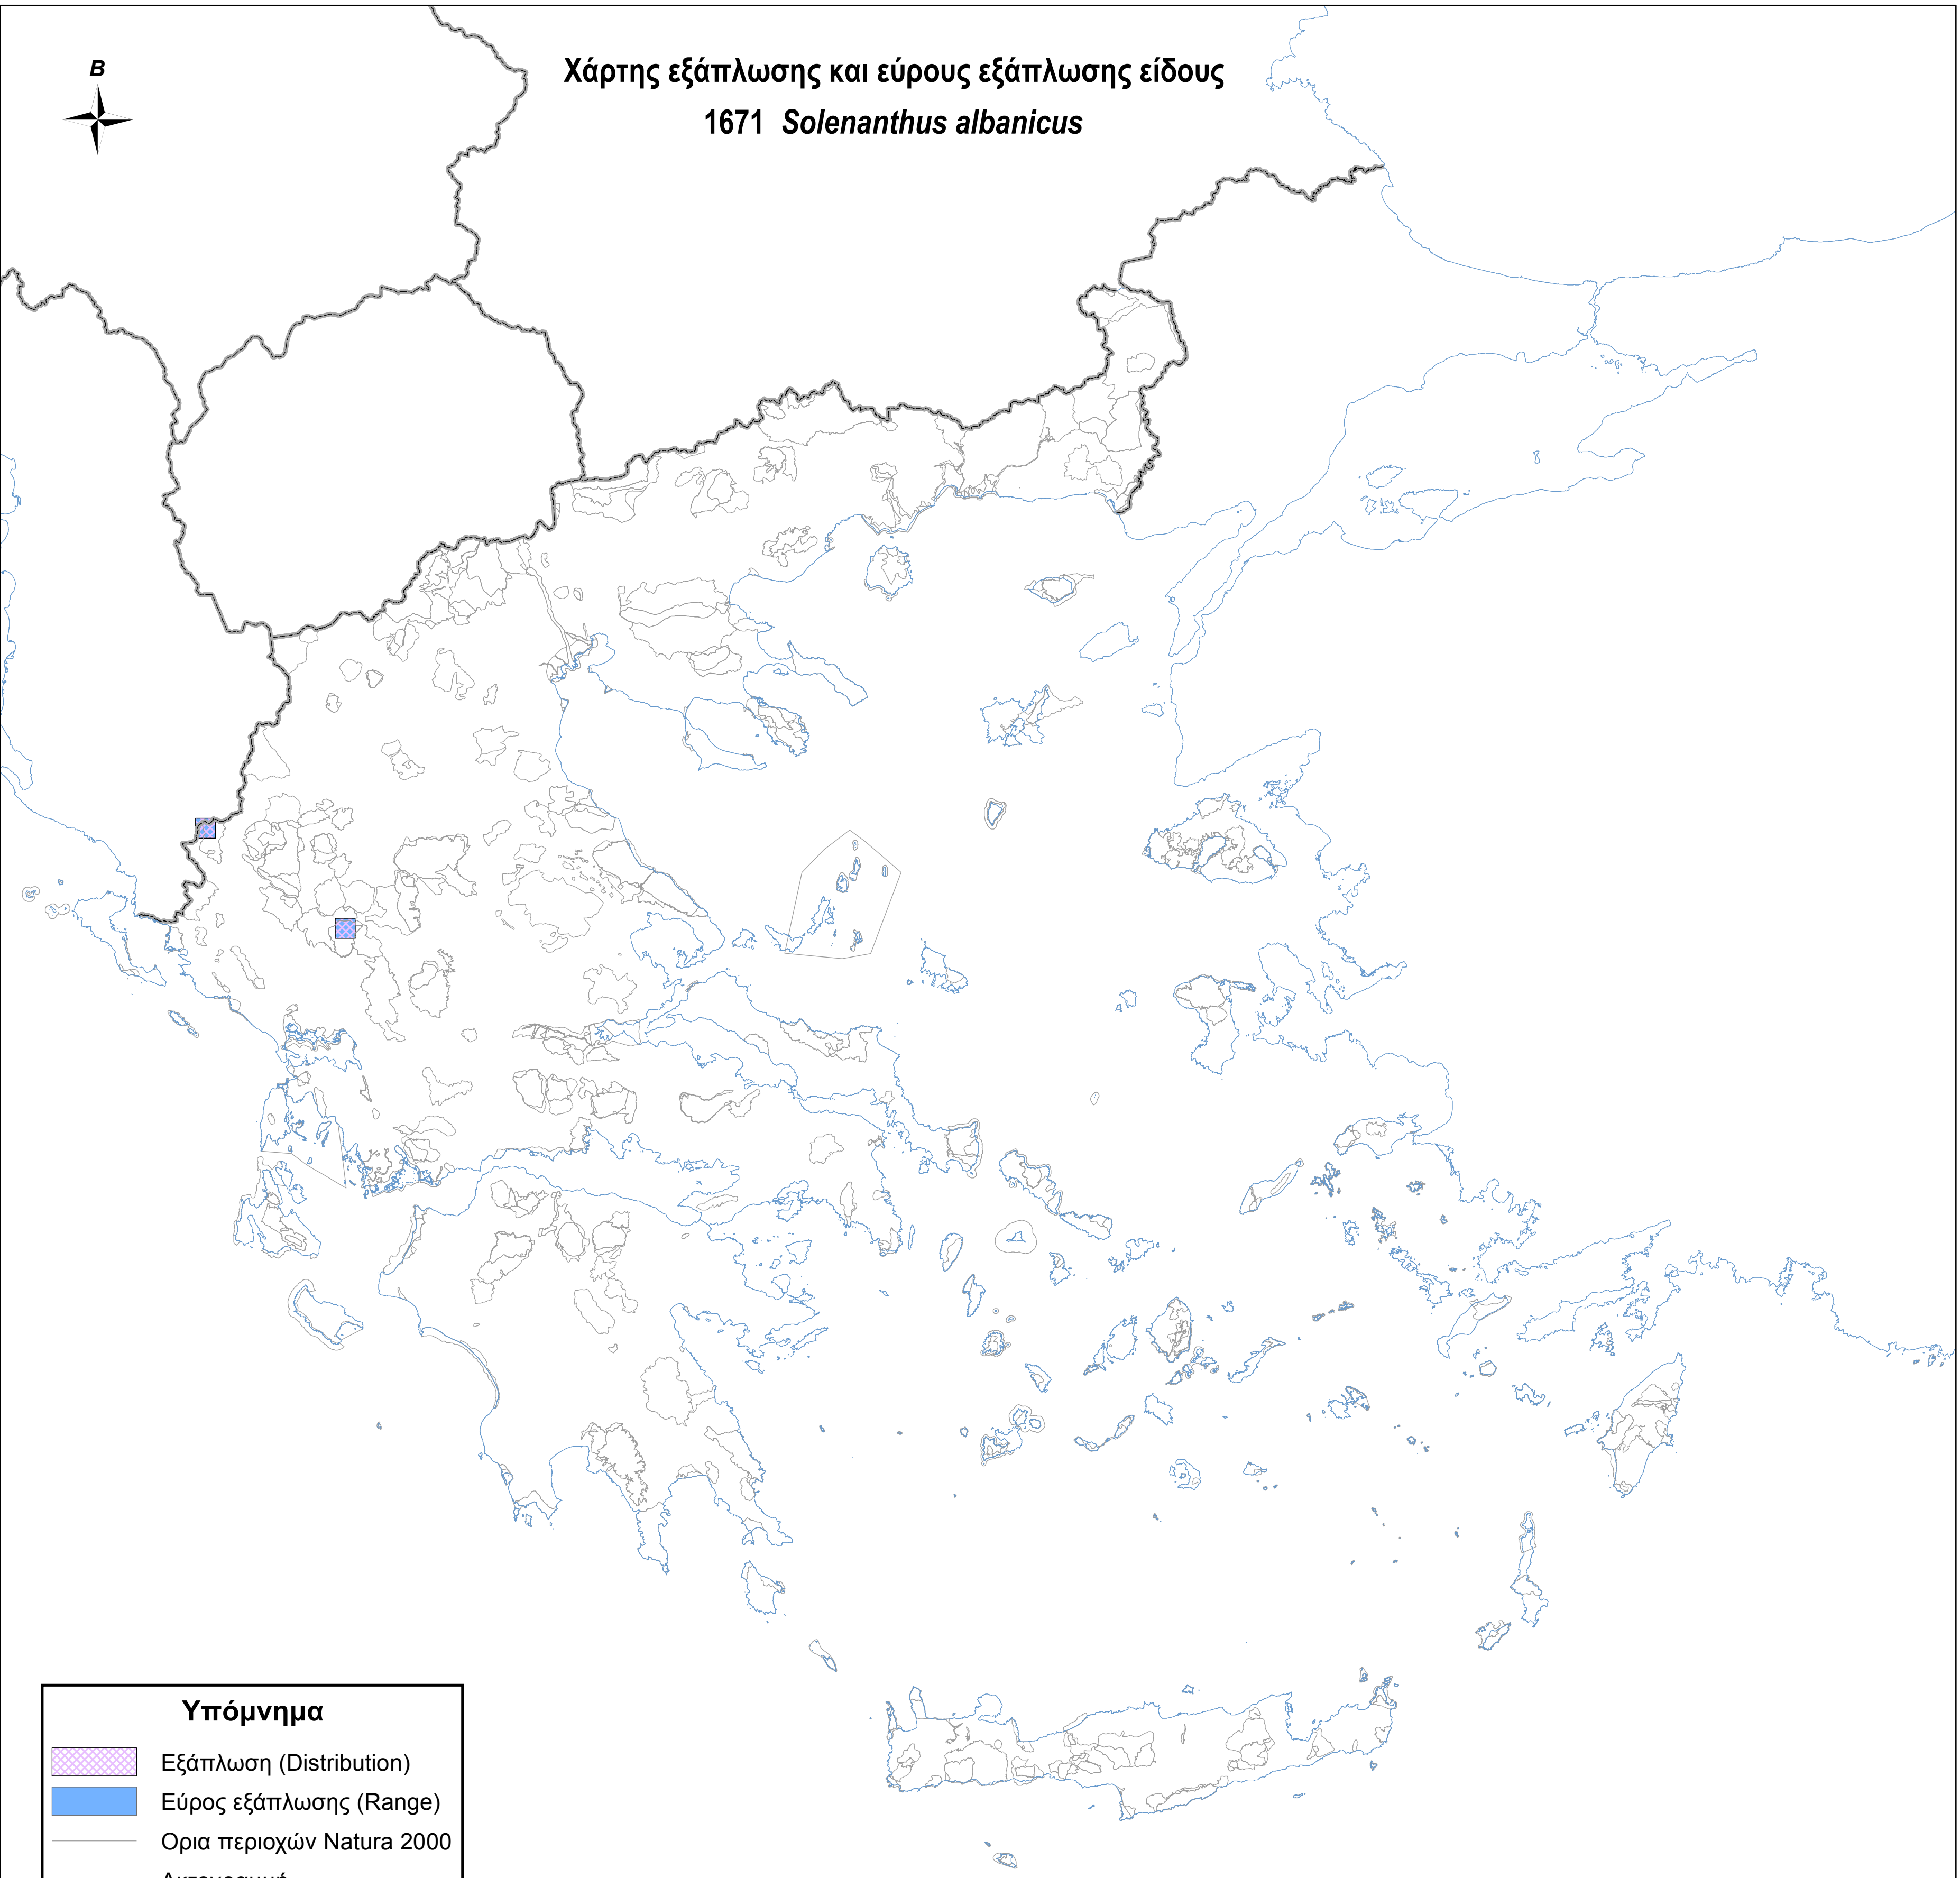 B
Χάρτης εξάπλωσης και εύρους εξάπλωσης είδους
1671 Solenanthus albanicus
Υπόμνημα
Εξάπλωση (Distribution)
Εύρος εξάπλωσης (Range)
Ορια περιοχών Natura 2000